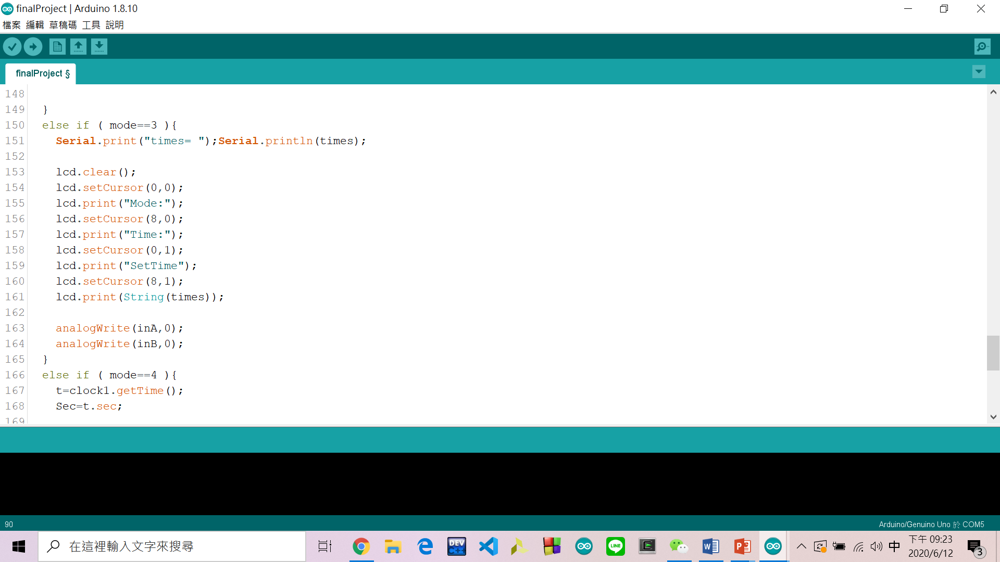 finalProject | Arduino 1.8.10
檔案 編輯 草稿碼 工具 說明
finalProject §
148
149 }
150 else if ( mode==3 ){
151 Serial.print("times= ");Serial.println(times);
152
153 lcd.clear();
154 lcd.setCursor(0,0);
155 lcd.print("Mode:");
156 lcd.setCursor(8,0);
157 lcd.print("Time:");
158 lcd.setCursor(0,1);
159 lcd.print("SetTime");
160 lcd.setCursor(8,1);
161 lcd.print(String(times));
162
163 analogWrite(inA,0);
164 analogWrite(inB,0);
165 }
166 else if ( mode==4 ){
167 t=clock1.getTime();
168 Sec=t.sec;
169
90
Arduino/Genuino Uno 於 COM5
在這裡輸入文字來搜尋
DEV C++
LINE
中
下午 09:23
2020/6/12
3